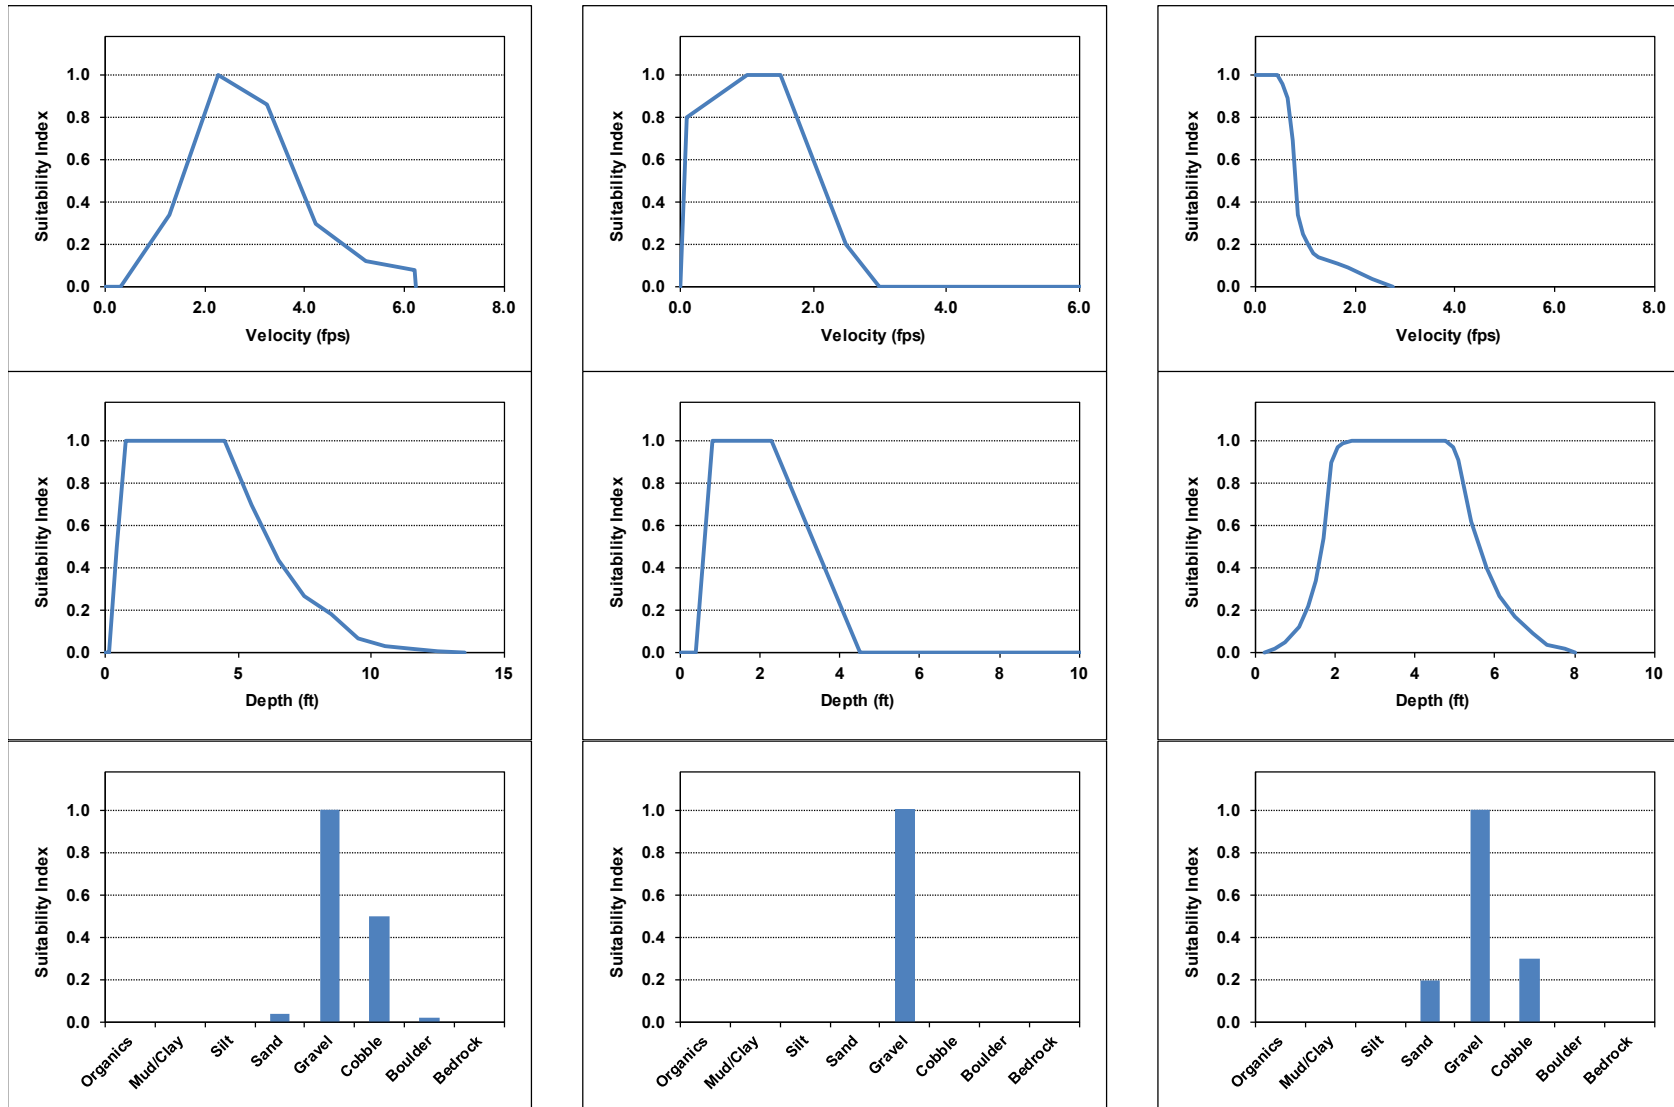 1.0
0.8
0.6
0.4
0.2
0.0
Suitability Index
0.0 2.0 4.0 6.0 8.0
Velocity (fps)
1.0
0.8
0.6
0.4
0.2
0.0
Suitability Index
0.0 2.0 4.0 6.0
Velocity (fps)
1.0
0.8
0.6
0.4
0.2
0.0
Suitability Index
0.0 2.0 4.0 6.0 8.0
Velocity (fps)
1.0
0.8
0.6
0.4
0.2
0.0
Suitability Index
0 5 10 15
Depth (ft)
1.0
0.8
0.6
0.4
0.2
0.0
Suitability Index
0 2 4 6 8 10
Depth (ft)
1.0
0.8
0.6
0.4
0.2
0.0
Suitability Index
0 2 4 6 8 10
Depth (ft)
1.0
0.8
0.6
0.4
0.2
0.0
Suitability Index
Organics
Mud/Clay
Silt
Sand
Gravel
Cobble
Boulder
Bedrock
1.0
0.8
0.6
0.4
0.2
0.0
Suitability Index
Organics
Mud/Clay
Silt
Sand
Gravel
Cobble
Boulder
Bedrock
1.0
0.8
0.6
0.4
0.2
0.0
Suitability Index
Organics
Mud/Clay
Silt
Sand
Gravel
Cobble
Boulder
Bedrock